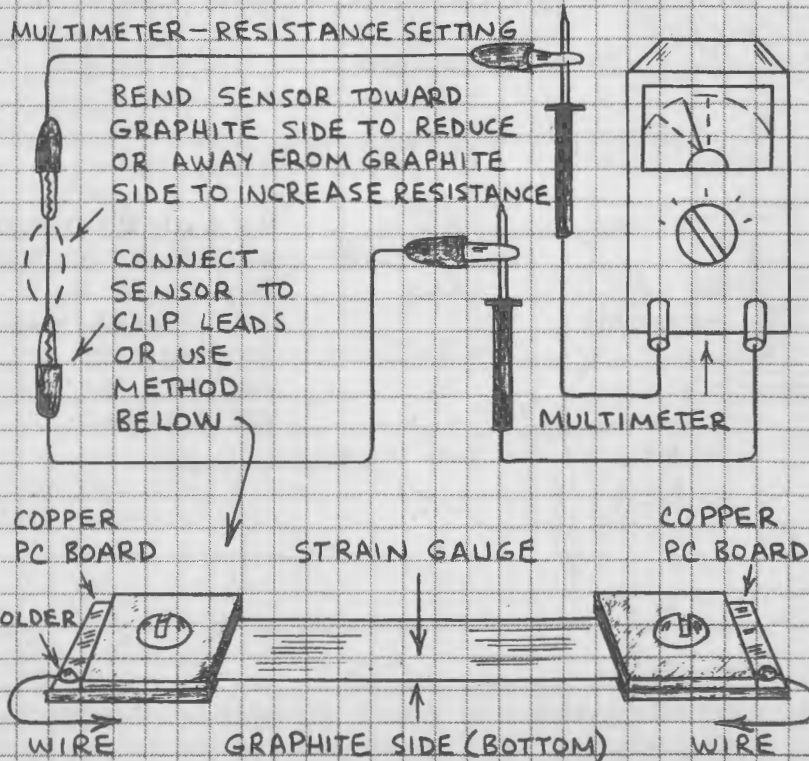 MULTIMETER - RESISTANCE SETTING
BEND SENSOR TOWARD
GRAPHITE SIDE TO REDUCE
OR AWAY FROM GRAPHITE
SIDE TO INCREASE RESISTANCE
CONNECT
SENSOR TO
CLIP LEADS
OR USE
METHOD
BELOW
MULTIMETER
COPPER
PC BOARD
STRAIN GAUGE
COPPER
PC BOARD
OLDER
WIRE
GRAPHITE SIDE (BOTTOM)
WIRE